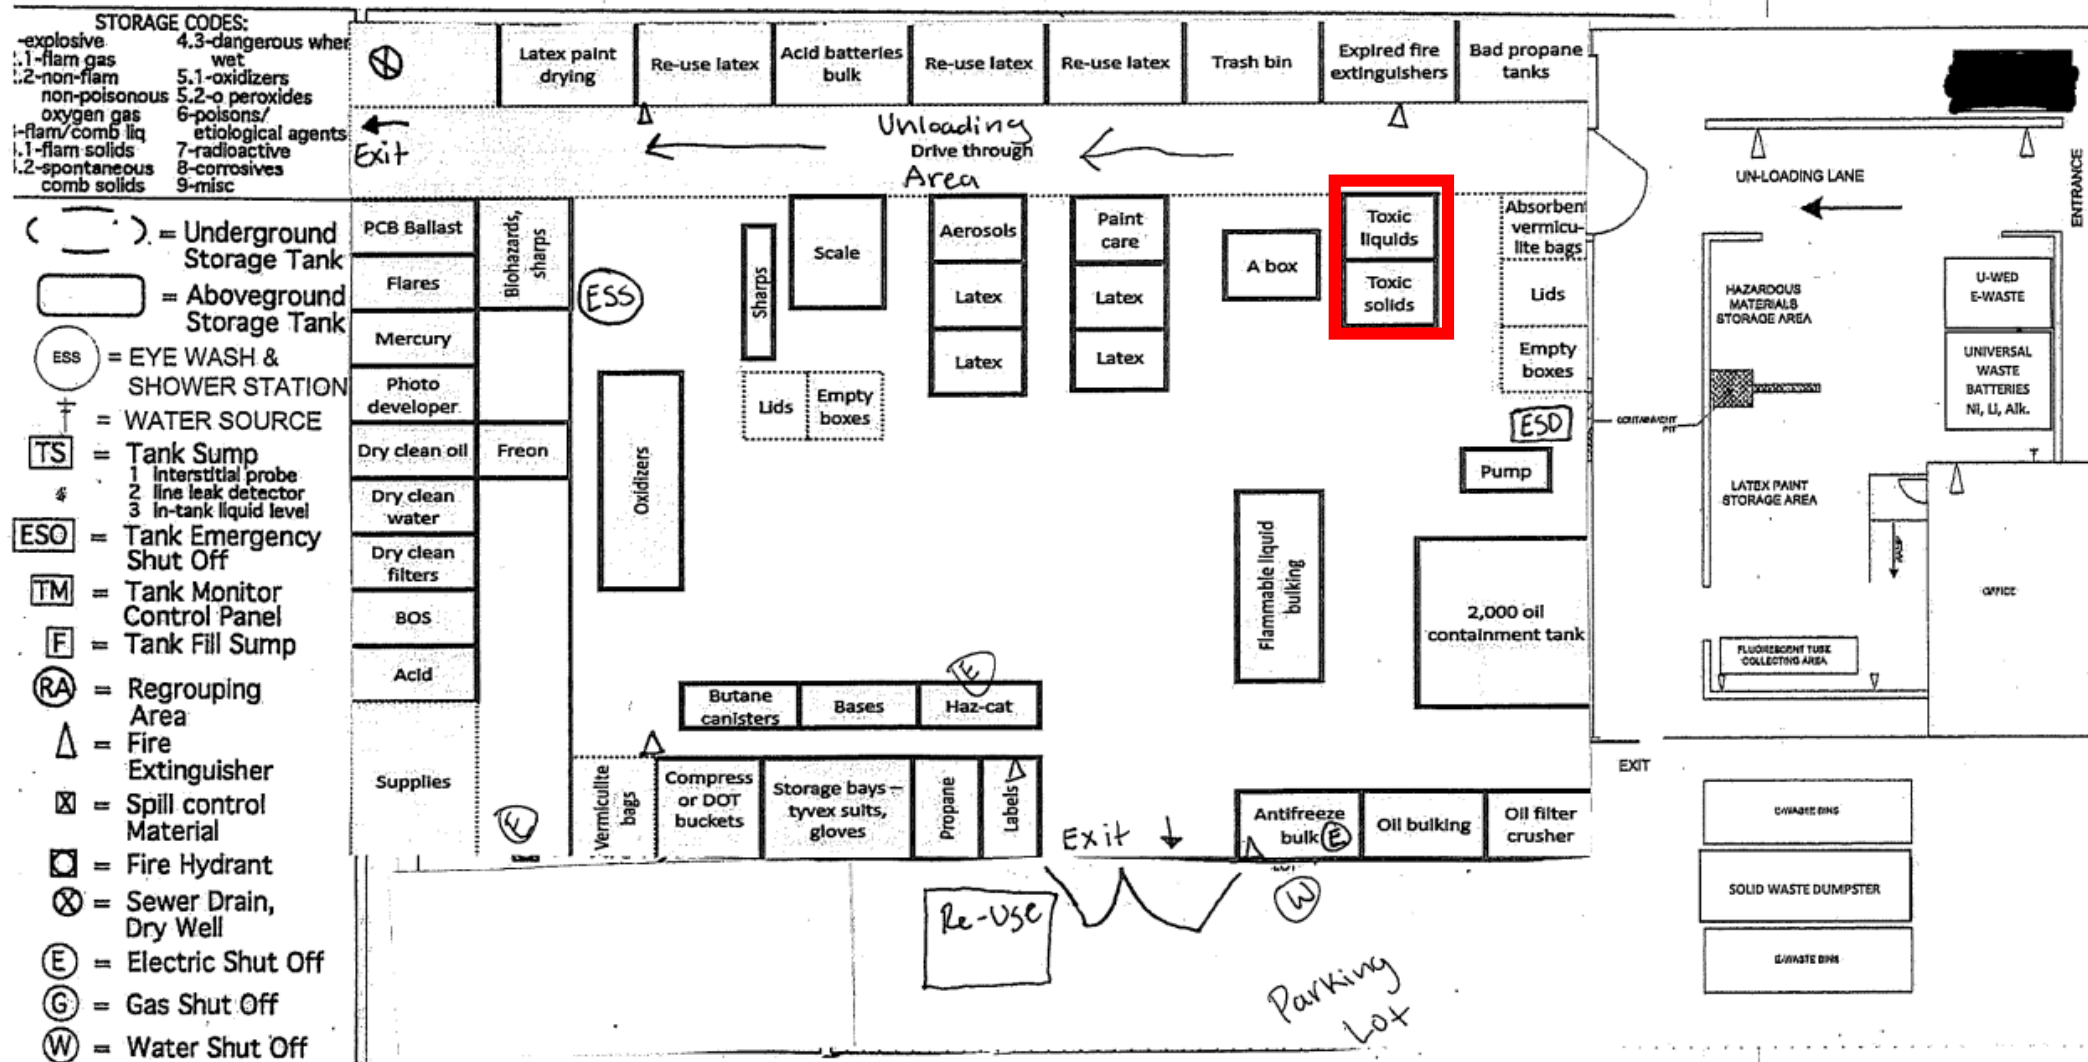 STORAGE CODES:
-explosive
.1-flam gas
.2-non-flam
non-poisonous
oxygen gas
-flam/comb liq
.1-flam solids
.2-spontaneous
comb solids
4.3-dangerous when
wet
5.1-oxidizers
5.2-o peroxides
6-poisons/
etiological agents
7-radioactive
8-corrosives
9-misc
= Underground
Storage Tank
= Aboveground
Storage Tank
ESS = EYE WASH &
SHOWER STATION
= WATER SOURCE
TS = Tank Sump
1 Interstitial probe
2 line leak detector
3 in-tank liquid level
ESO = Tank Emergency
Shut Off
TM = Tank Monitor
Control Panel
F = Tank Fill Sump
RA = Regrouping
Area
= Fire
Extinguisher
= Spill control
Material
= Fire Hydrant
= Sewer Drain,
Dry Well
E = Electric Shut Off
G = Gas Shut Off
W = Water Shut Off
Latex paint
drying
Re-use latex
Acid batteries
bulk
Re-use latex
Re-use latex
Trash bin
Expired fire
extinguishers
Bad propane
tanks
Exit
Unloading
Drive through
Area
PCB Ballast
Flares
Mercury
Photo
developer
Dry clean oil
Dry clean
water
Dry clean
filters
BOS
Acid
Supplies
Biohazards,
sharps
Freon
ESS
Sharps
Scale
Aerosols
Latex
Latex
Paint
care
Latex
Latex
A box
Toxic
liquids
Toxic
solids
Absorben
vermicu-
lite bags
Lids
Empty
boxes
Lids
Empty
boxes
Oxidizers
ESO
Pump
Flammable liquid
bulking
2,000 oil
containment tank
E
Butane
canisters
Bases
Haz-cat
E
Vermiculite
bags
Compress
or DOT
buckets
Storage bays –
tyvex suits,
gloves
Propane
Labels
Exit
Antifreeze
bulk E
Oil bulking
Oil filter
crusher
W
Re-Use
Parking
Lot
UN-LOADING LANE
ENTRANCE
HAZARDOUS
MATERIALS
STORAGE AREA
U-WED
E-WASTE
UNIVERSAL
WASTE
BATTERIES
Ni, Li, Alk.
CONTAINMENT
PIT
LATEX PAINT
STORAGE AREA
RAMP
OFFICE
FLUORESCENT TUBE
COLLECTING AREA
EXIT
E-WASTE BINS
SOLID WASTE DUMPSTER
E-WASTE BINS